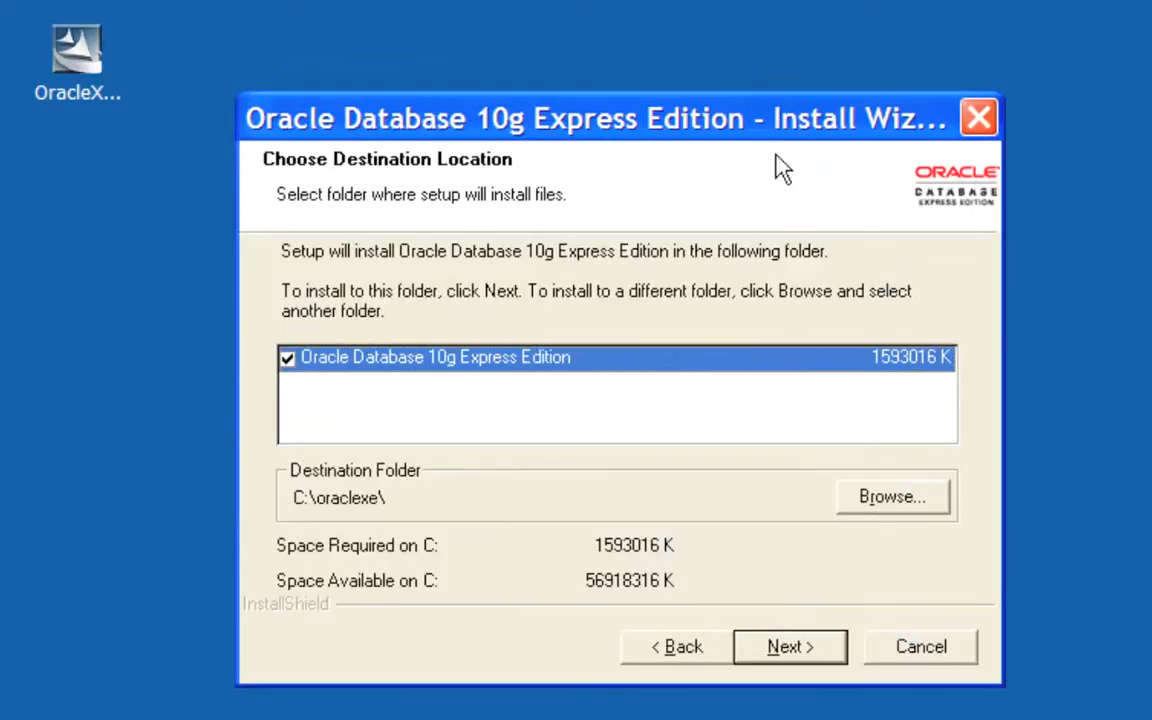 OracleX...
Oracle Database 10g Express Edition - Install Wiz...
Choose Destination Location
Select folder where setup will install files.
ORACLE
DATABASE
EXPRESS EDITION
Setup will install Oracle Database 10g Express Edition in the following folder.
To install to this folder, click Next. To install to a different folder, click Browse and select
another folder.
Oracle Database 10g Express Edition 1593016 K
Destination Folder
C:\oraclexe\ Browse...
Space Required on C: 1593016 K
Space Available on C: 56918316 K
InstallShield
< Back Next > Cancel